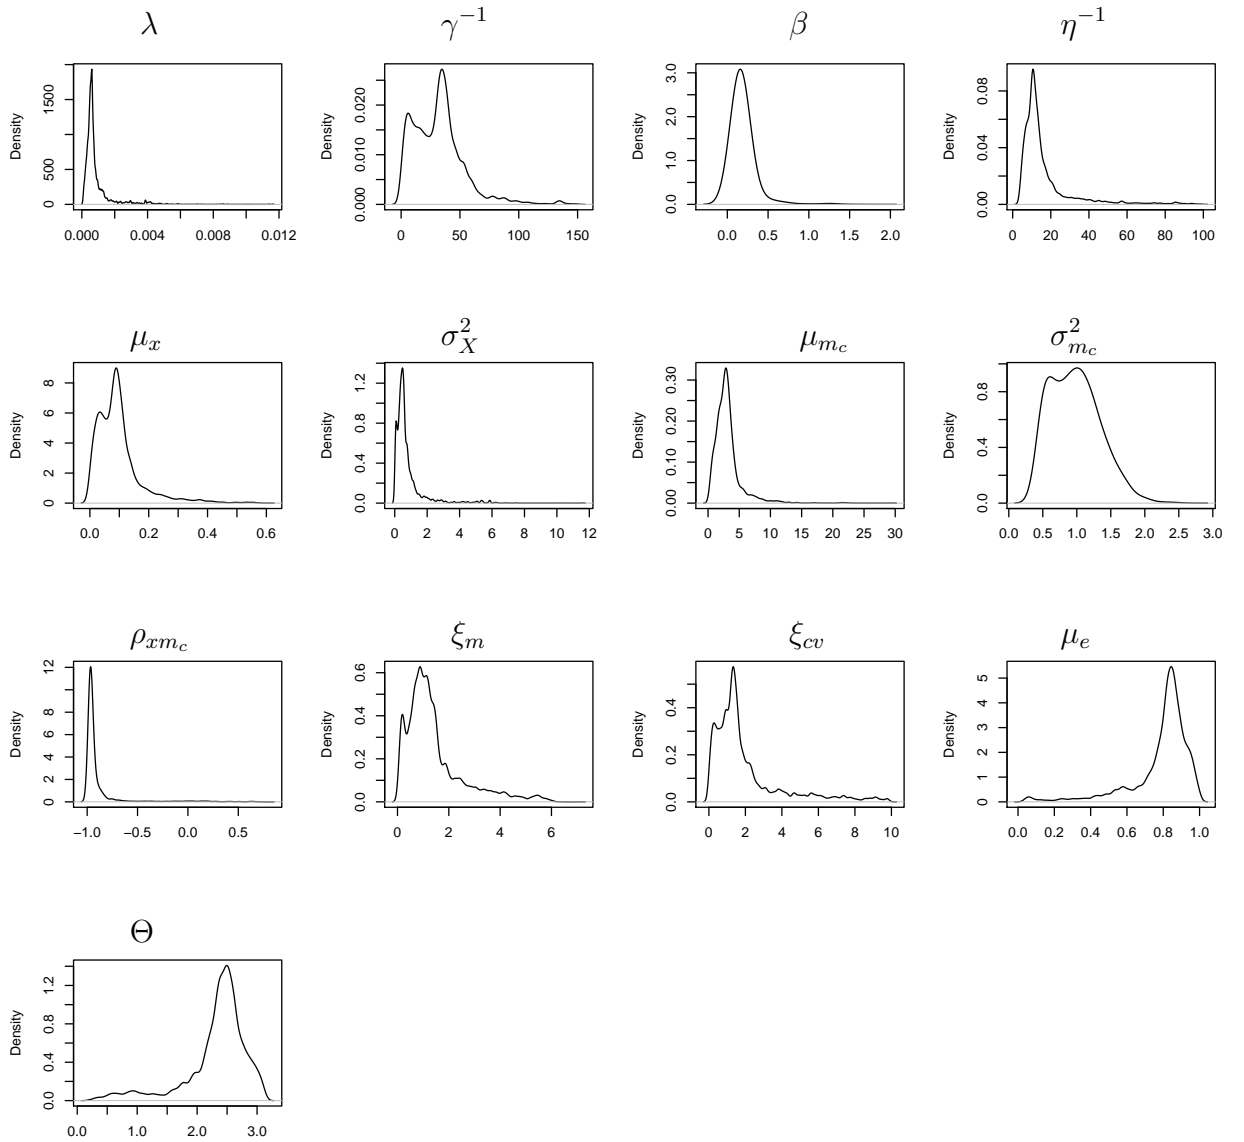 λ γ⁻¹ β η⁻¹
Density 0 500 1500
0.000 0.004 0.008 0.012
Density 0.000 0.010 0.020
0 50 100 150
Density 0.0 1.0 2.0 3.0
0.0 0.5 1.0 1.5 2.0
Density 0.00 0.04 0.08
0 20 40 60 80 100
μₓ σ²_X μ_{m_c} σ²_{m_c}
Density 0 2 4 6 8
0.0 0.2 0.4 0.6
Density 0.0 0.4 0.8 1.2
0 2 4 6 8 10 12
Density 0.00 0.10 0.20 0.30
0 5 10 15 20 25 30
Density 0.0 0.4 0.8
0.0 0.5 1.0 1.5 2.0 2.5 3.0
ρ_{xm_c} ξ_m ξ_{cv} μ_e
Density 0 2 4 6 8 12
−1.0 −0.5 0.0 0.5
Density 0.0 0.2 0.4 0.6
0 2 4 6
Density 0.0 0.2 0.4
0 2 4 6 8 10
Density 0 1 2 3 4 5
0.0 0.2 0.4 0.6 0.8 1.0
Θ
Density 0.0 0.4 0.8 1.2
0.0 1.0 2.0 3.0